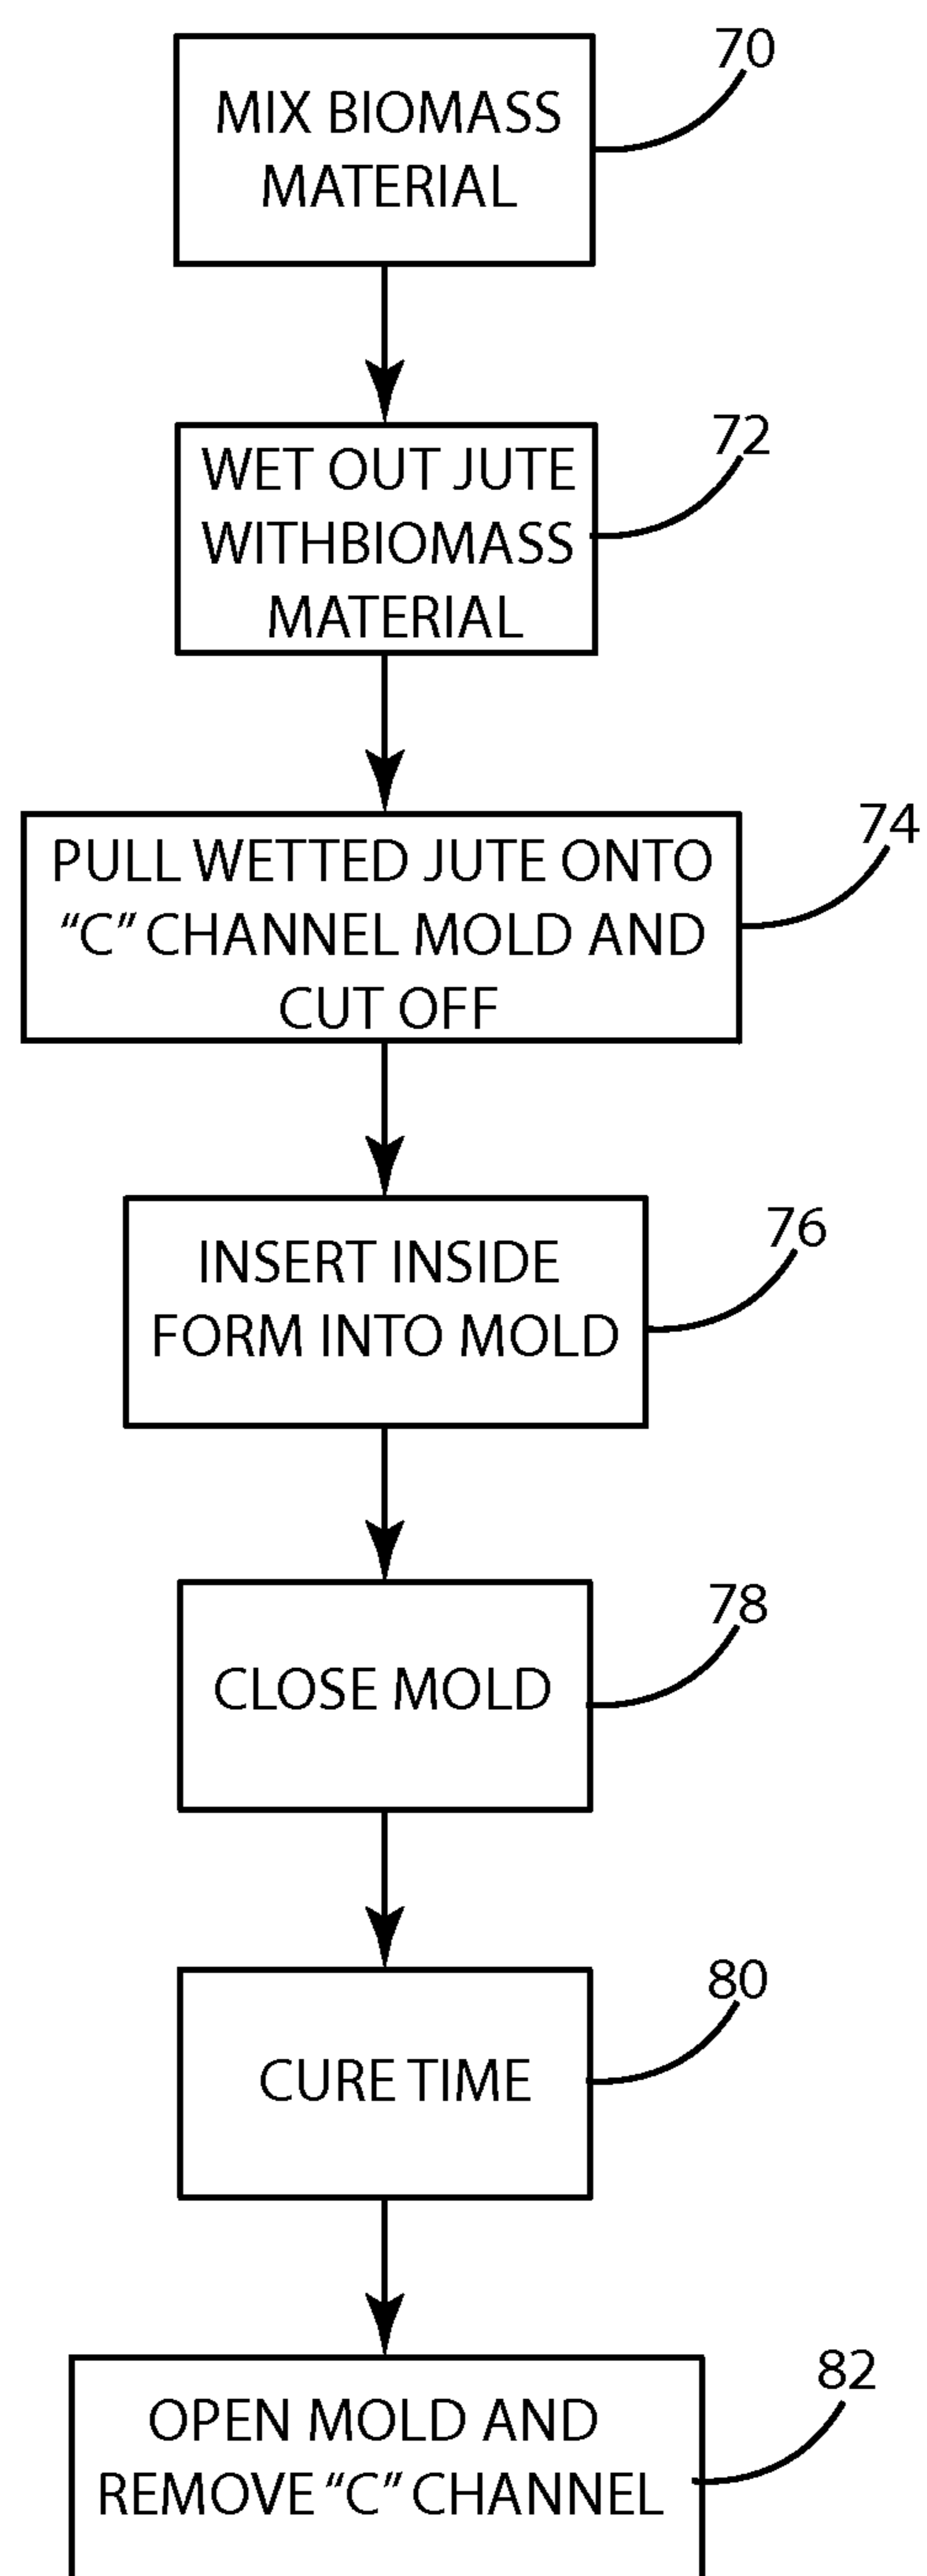 70
MIX BIOMASS
MATERIAL
72
WET OUT JUTE
WITHBIOMASS
MATERIAL
74
PULL WETTED JUTE ONTO
“C” CHANNEL MOLD AND
CUT OFF
76
INSERT INSIDE
FORM INTO MOLD
78
CLOSE MOLD
80
CURE TIME
82
OPEN MOLD AND
REMOVE “C” CHANNEL